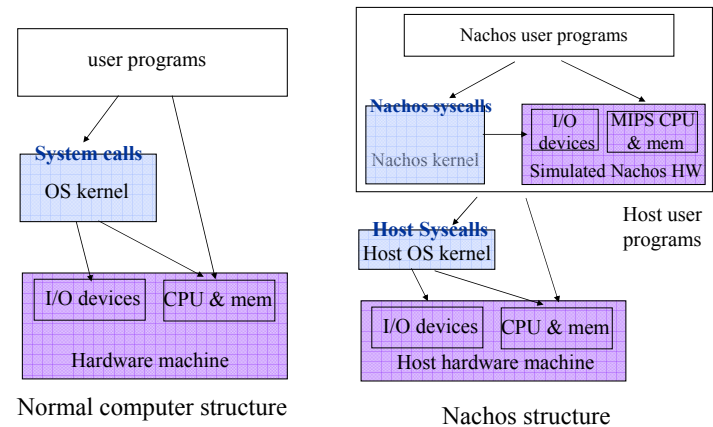 user programs
System calls
OS kernel
I/O devices
CPU & mem
Hardware machine
Normal computer structure
Nachos user programs
Nachos syscalls
Nachos kernel
I/O
devices
MIPS CPU
& mem
Simulated Nachos HW
Host user
programs
Host Syscalls
Host OS kernel
I/O devices
CPU & mem
Host hardware machine
Nachos structure